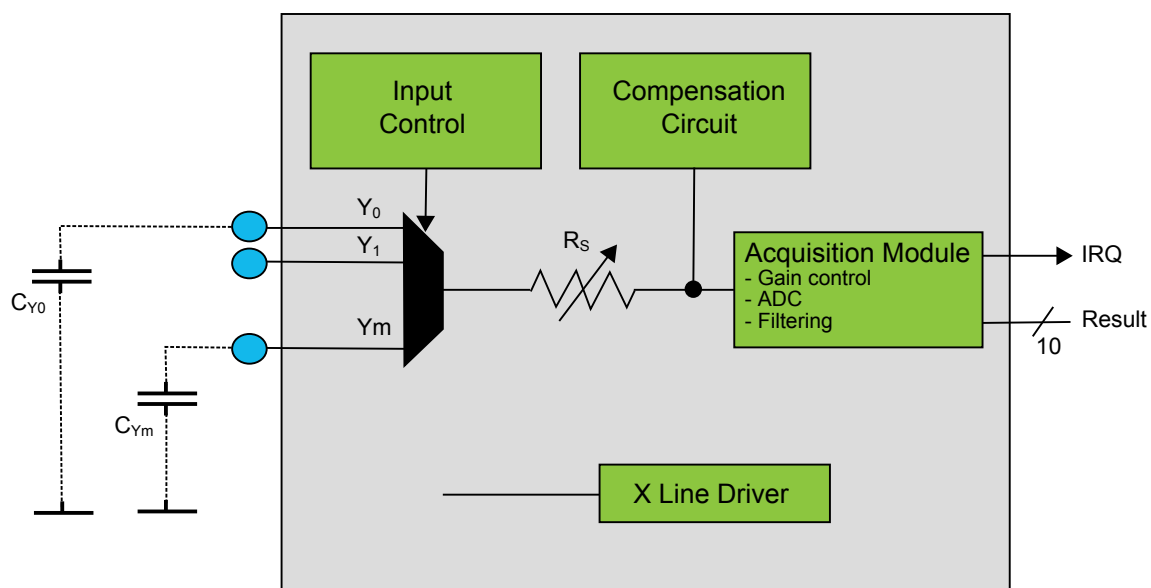 Input
Control
Compensation
Circuit
Y0
Y1
RS
Acquisition Module
- Gain control
- ADC
- Filtering
IRQ
Result
10
CY0
Ym
CYm
X Line Driver